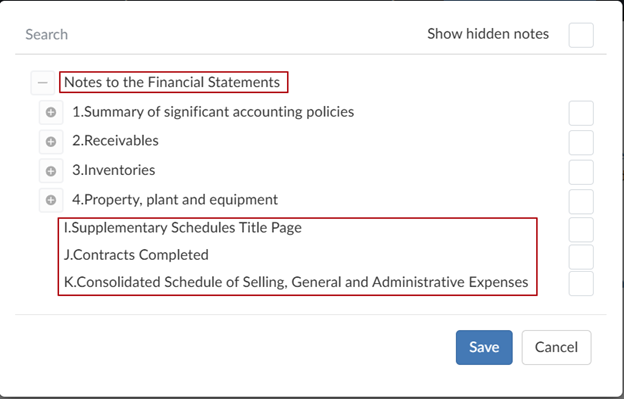 Search
Show hidden notes
Notes to the Financial Statements
1.Summary of significant accounting policies
2.Receivables
3.Inventories
4.Property, plant and equipment
I.Supplementary Schedules Title Page
J.Contracts Completed
K.Consolidated Schedule of Selling, General and Administrative Expenses
Save
Cancel